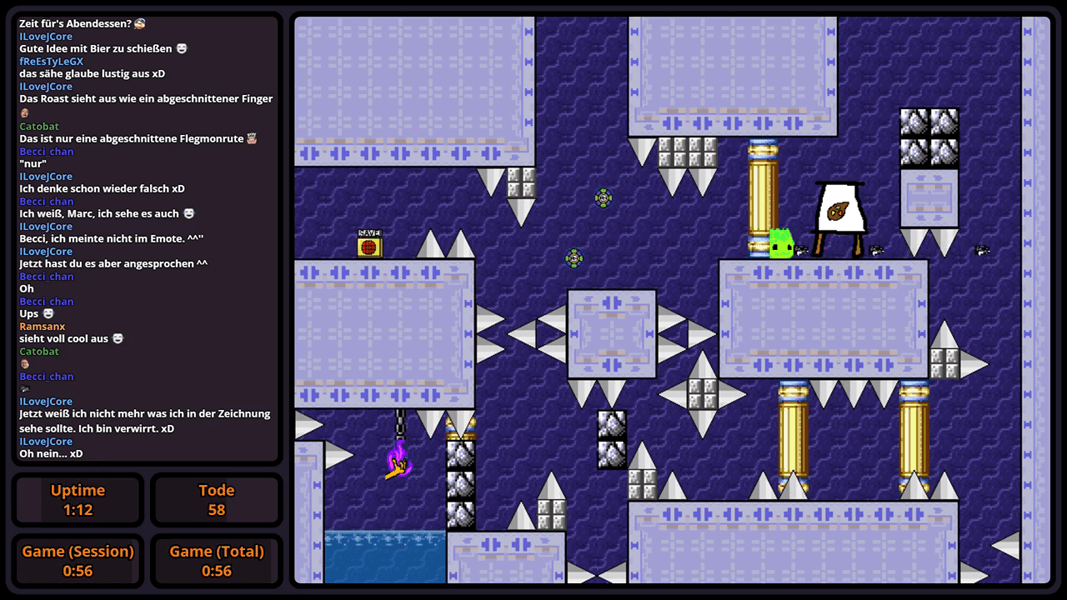 Zeit für's Abendessen?
ILoveJCore
Gute Idee mit Bier zu schießen
fReEsTyLeGX
das sähe glaube lustig aus xD
ILoveJCore
Das Roast sieht aus wie ein abgeschnittener Finger
Catobat
Das ist nur eine abgeschnittene Flegmonrute
Becci chan
"nur"
ILoveJCore
Ich denke schon wieder falsch xD
Becci chan
Ich weiß, Marc, ich sehe es auch
ILoveJCore
Becci, ich meinte nicht im Emote. ^^"
ILoveJCore
Jetzt hast du es aber angesprochen ^^
Becci chan
Oh
Becci chan
Ups
Ramsanx
sieht voll cool aus
Catobat
Becci chan
ILoveJCore
Jetzt weiß ich nicht mehr was ich in der Zeichnung
sehe sollte. Ich bin verwirrt. xD
ILoveJCore
Oh nein... xD
Uptime
1:12
Tode
58
Game (Session)
0:56
Game (Total)
0:56
SAVE